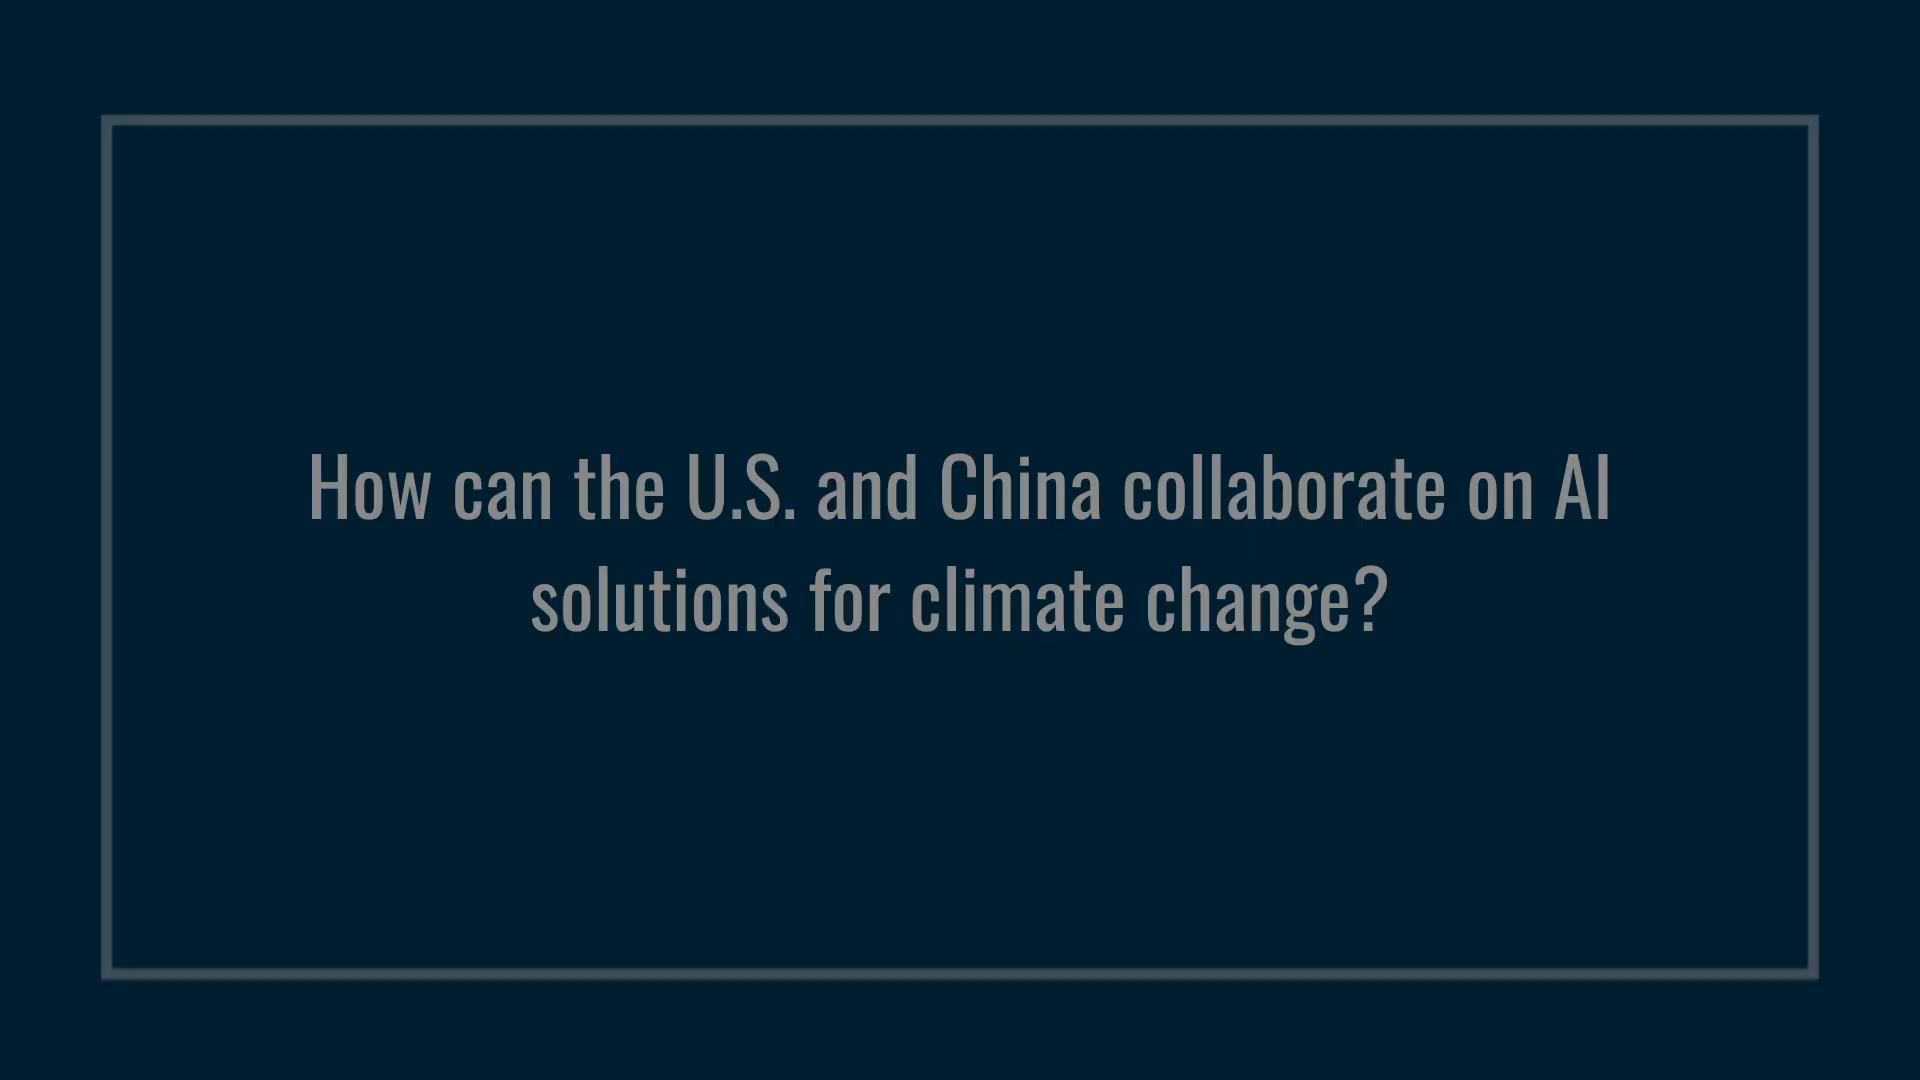 How can the U.S. and China collaborate on AI
solutions for climate change?